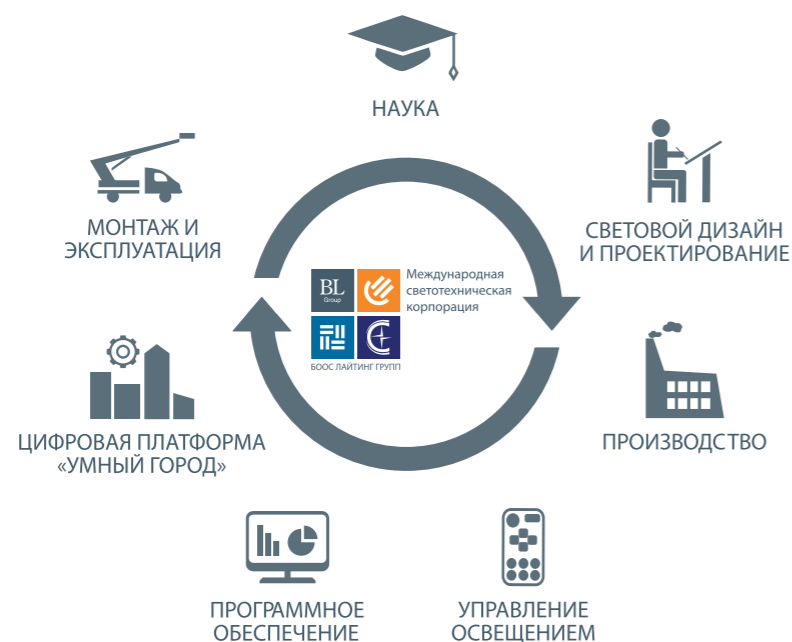 НАУКА
СВЕТОВОЙ ДИЗАЙН
И ПРОЕКТИРОВАНИЕ
ПРОИЗВОДСТВО
УПРАВЛЕНИЕ
ОСВЕЩЕНИЕМ
ПРОГРАММНОЕ
ОБЕСПЕЧЕНИЕ
ЦИФРОВАЯ ПЛАТФОРМА
«УМНЫЙ ГОРОД»
МОНТАЖ И
ЭКСПЛУАТАЦИЯ
BL
Group
Международная
светотехническая
корпорация
БООС ЛАЙТИНГ ГРУПП